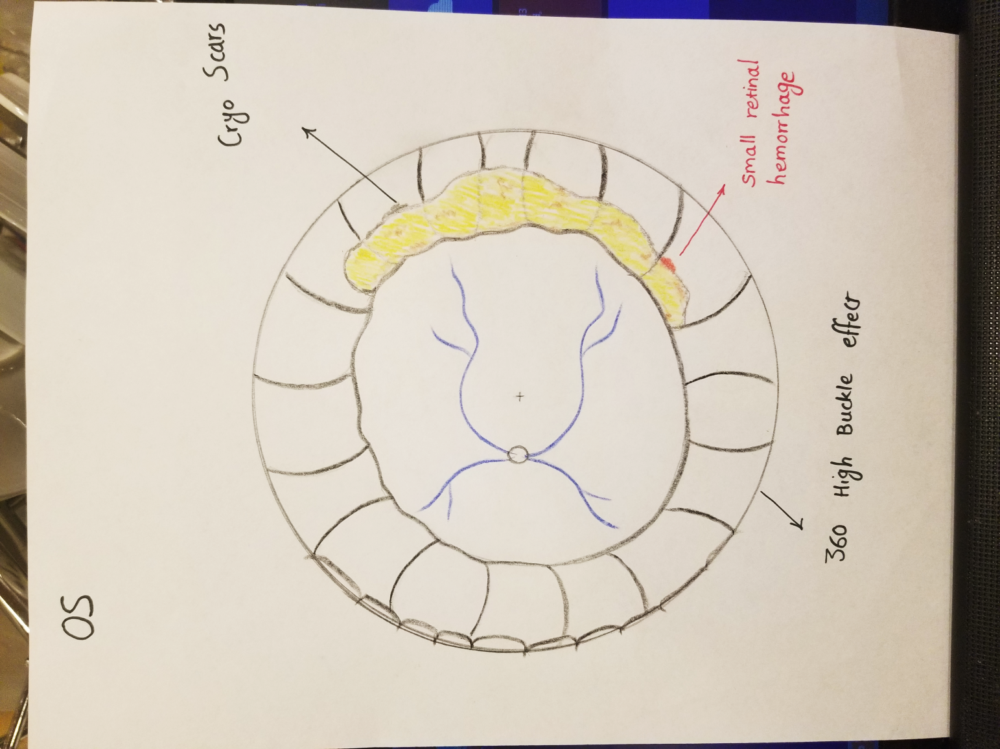 OS
Cryo Scars
Small retinal
hemorrhage
360 High Buckle effect